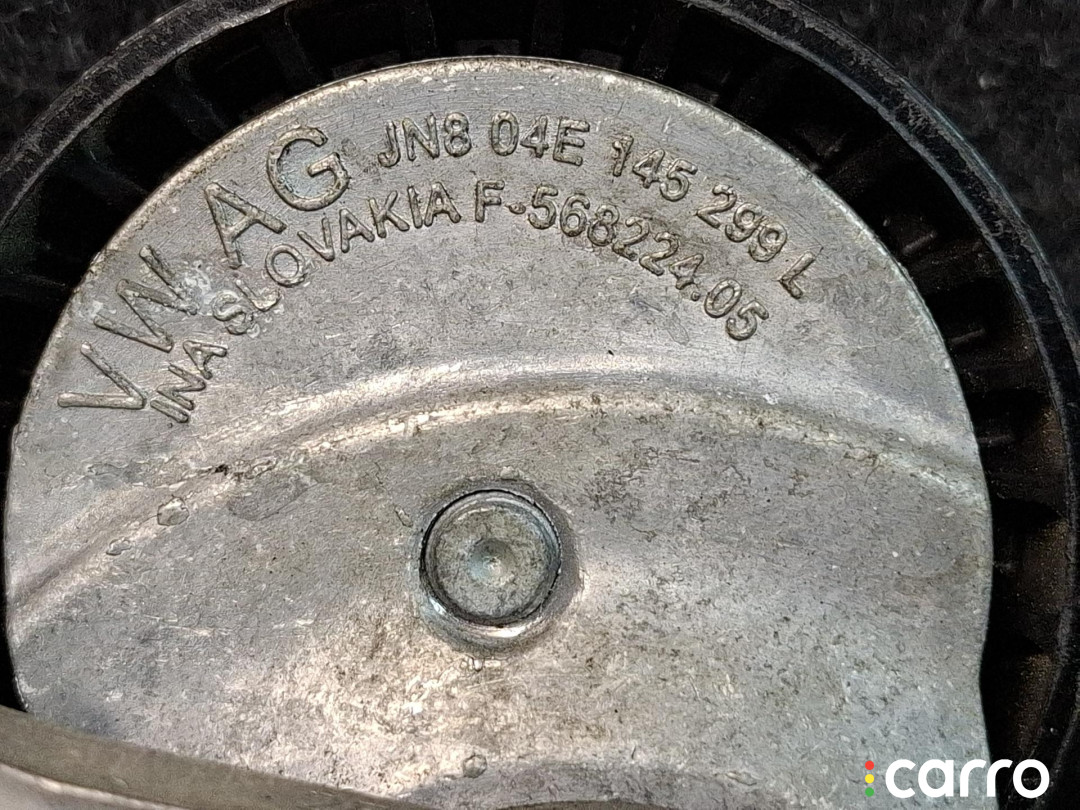 VW AG JN8 04E 145 299 L
INA SLOVAKIA F-568224.05
carro